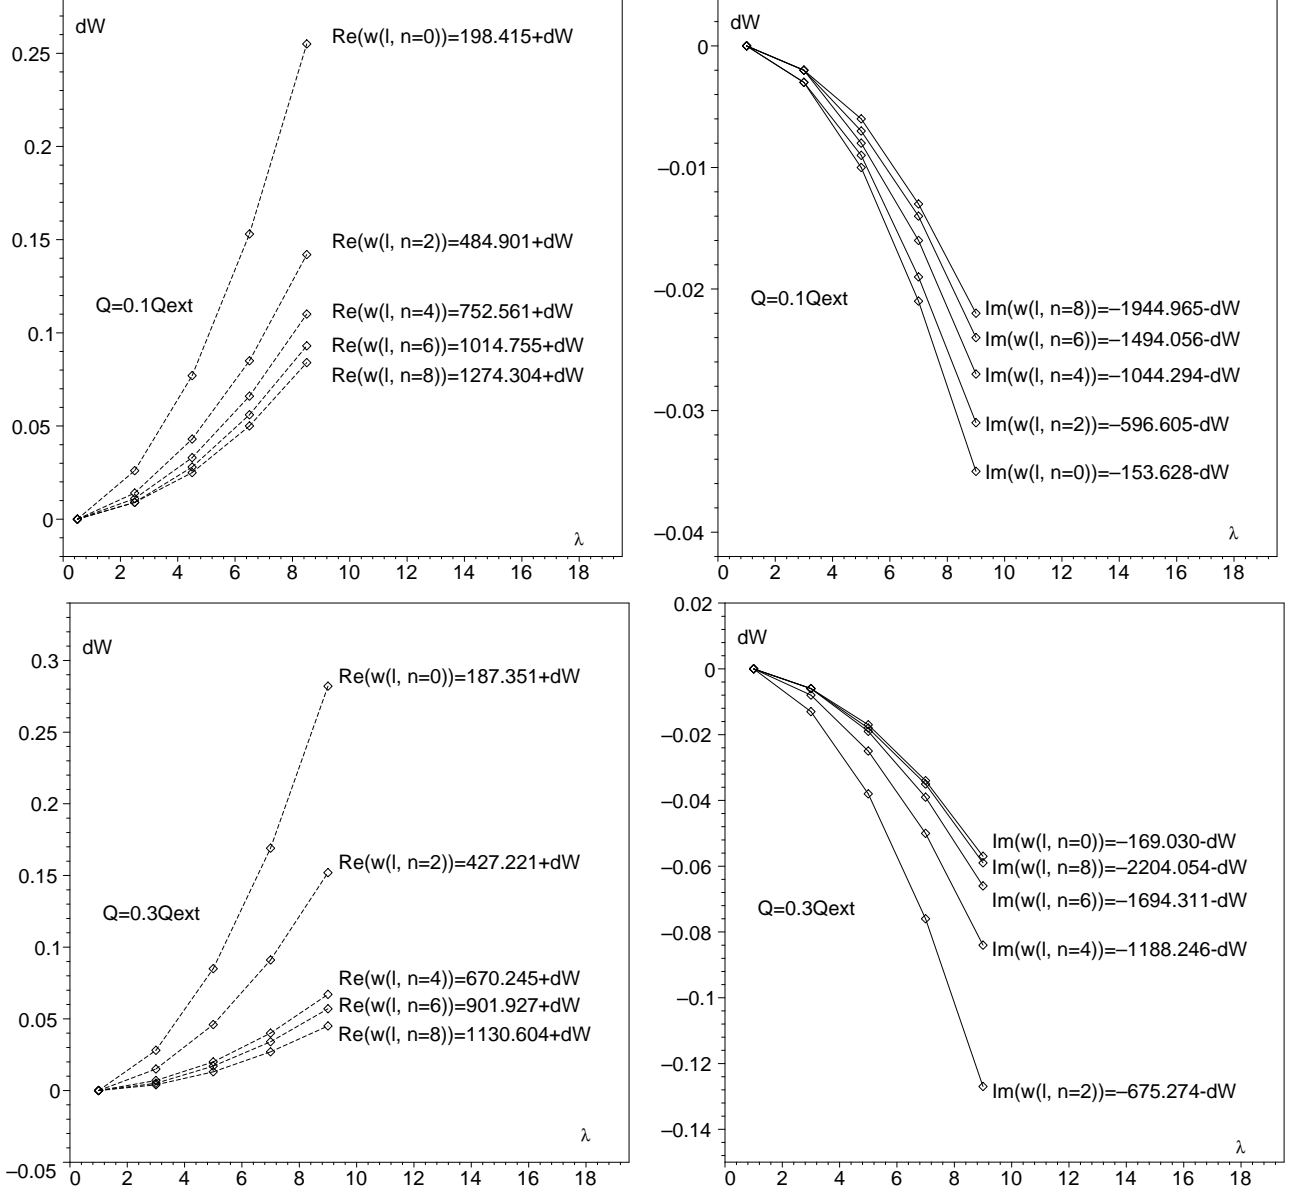 dW
0.25
0.2
0.15
0.1
0.05
0
Re(w(l, n=0))=198.415+dW
Re(w(l, n=2))=484.901+dW
Q=0.1Qext
Re(w(l, n=4))=752.561+dW
Re(w(l, n=6))=1014.755+dW
Re(w(l, n=8))=1274.304+dW
λ
0 2 4 6 8 10 12 14 16 18
dW
0
–0.01
–0.02
–0.03
–0.04
Q=0.1Qext
Im(w(l, n=8))=–1944.965-dW
Im(w(l, n=6))=–1494.056-dW
Im(w(l, n=4))=–1044.294-dW
Im(w(l, n=2))=–596.605-dW
Im(w(l, n=0))=–153.628-dW
λ
0 2 4 6 8 10 12 14 16 18
dW
0.3
0.25
0.2
0.15
0.1
0.05
0
–0.05
Re(w(l, n=0))=187.351+dW
Re(w(l, n=2))=427.221+dW
Q=0.3Qext
Re(w(l, n=4))=670.245+dW
Re(w(l, n=6))=901.927+dW
Re(w(l, n=8))=1130.604+dW
λ
0 2 4 6 8 10 12 14 16 18
0.02
dW
0
–0.02
–0.04
–0.06
–0.08
–0.1
–0.12
–0.14
Im(w(l, n=0))=–169.030-dW
Im(w(l, n=8))=–2204.054-dW
Im(w(l, n=6))=–1694.311-dW
Q=0.3Qext
Im(w(l, n=4))=–1188.246-dW
Im(w(l, n=2))=–675.274-dW
λ
0 2 4 6 8 10 12 14 16 18